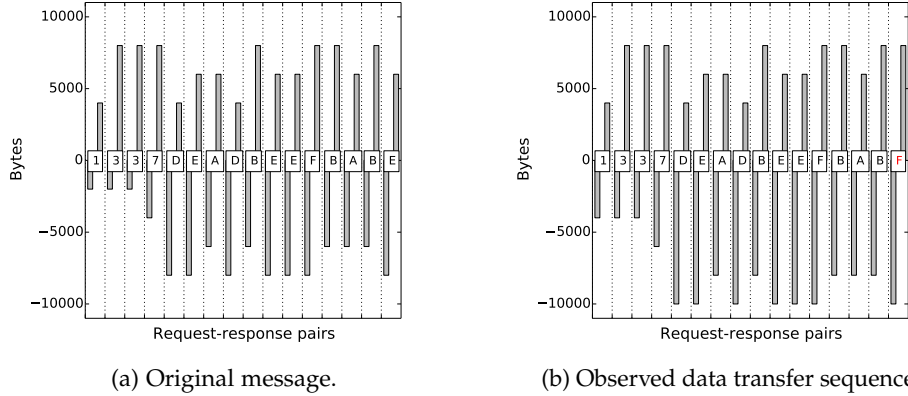 10000
5000
0
−5000
−10000
Bytes
1 3 3 7 D E A D B E E F B A B E
Request-response pairs
(a) Original message.
10000
5000
0
−5000
−10000
Bytes
1 3 3 7 D E A D B E E F B A B F
Request-response pairs
(b) Observed data transfer sequence